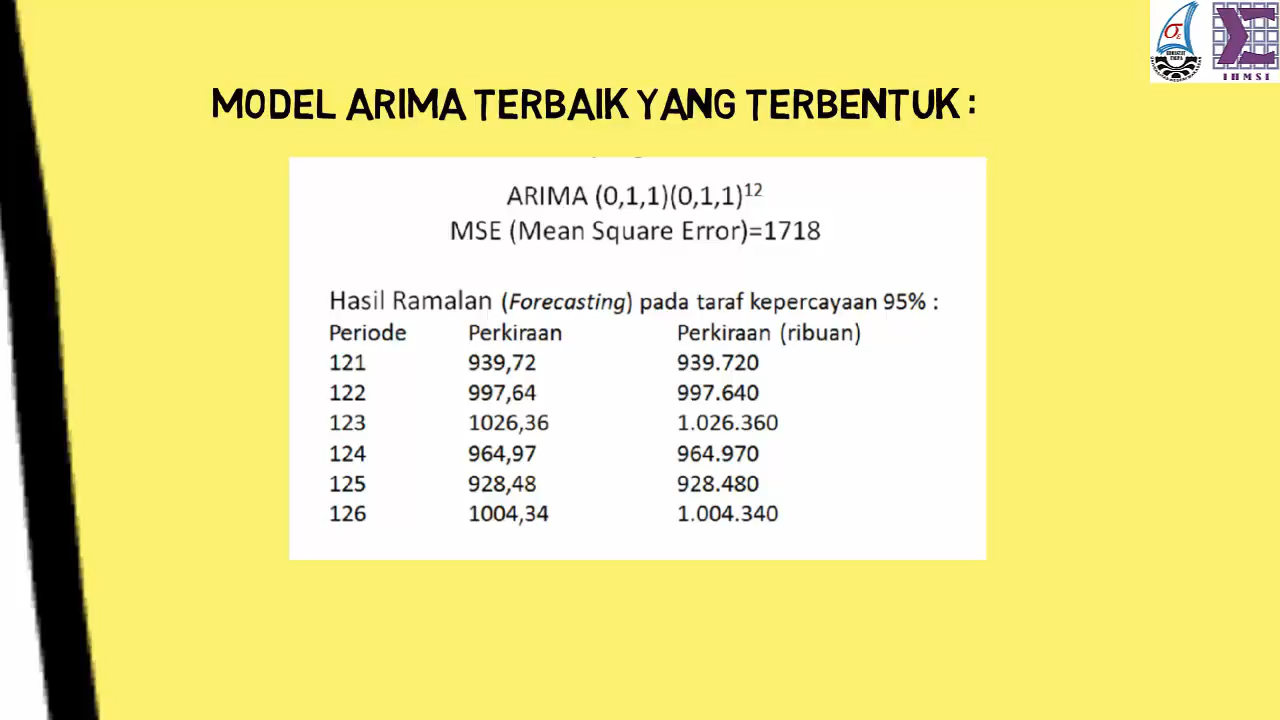 IHMSI
MODEL ARIMA TERBAIK YANG TERBENTUK :
ARIMA (0,1,1)(0,1,1)¹²
MSE (Mean Square Error)=1718
Hasil Ramalan (Forecasting) pada taraf kepercayaan 95% :
Periode Perkiraan Perkiraan (ribuan)
121 939,72 939.720
122 997,64 997.640
123 1026,36 1.026.360
124 964,97 964.970
125 928,48 928.480
126 1004,34 1.004.340